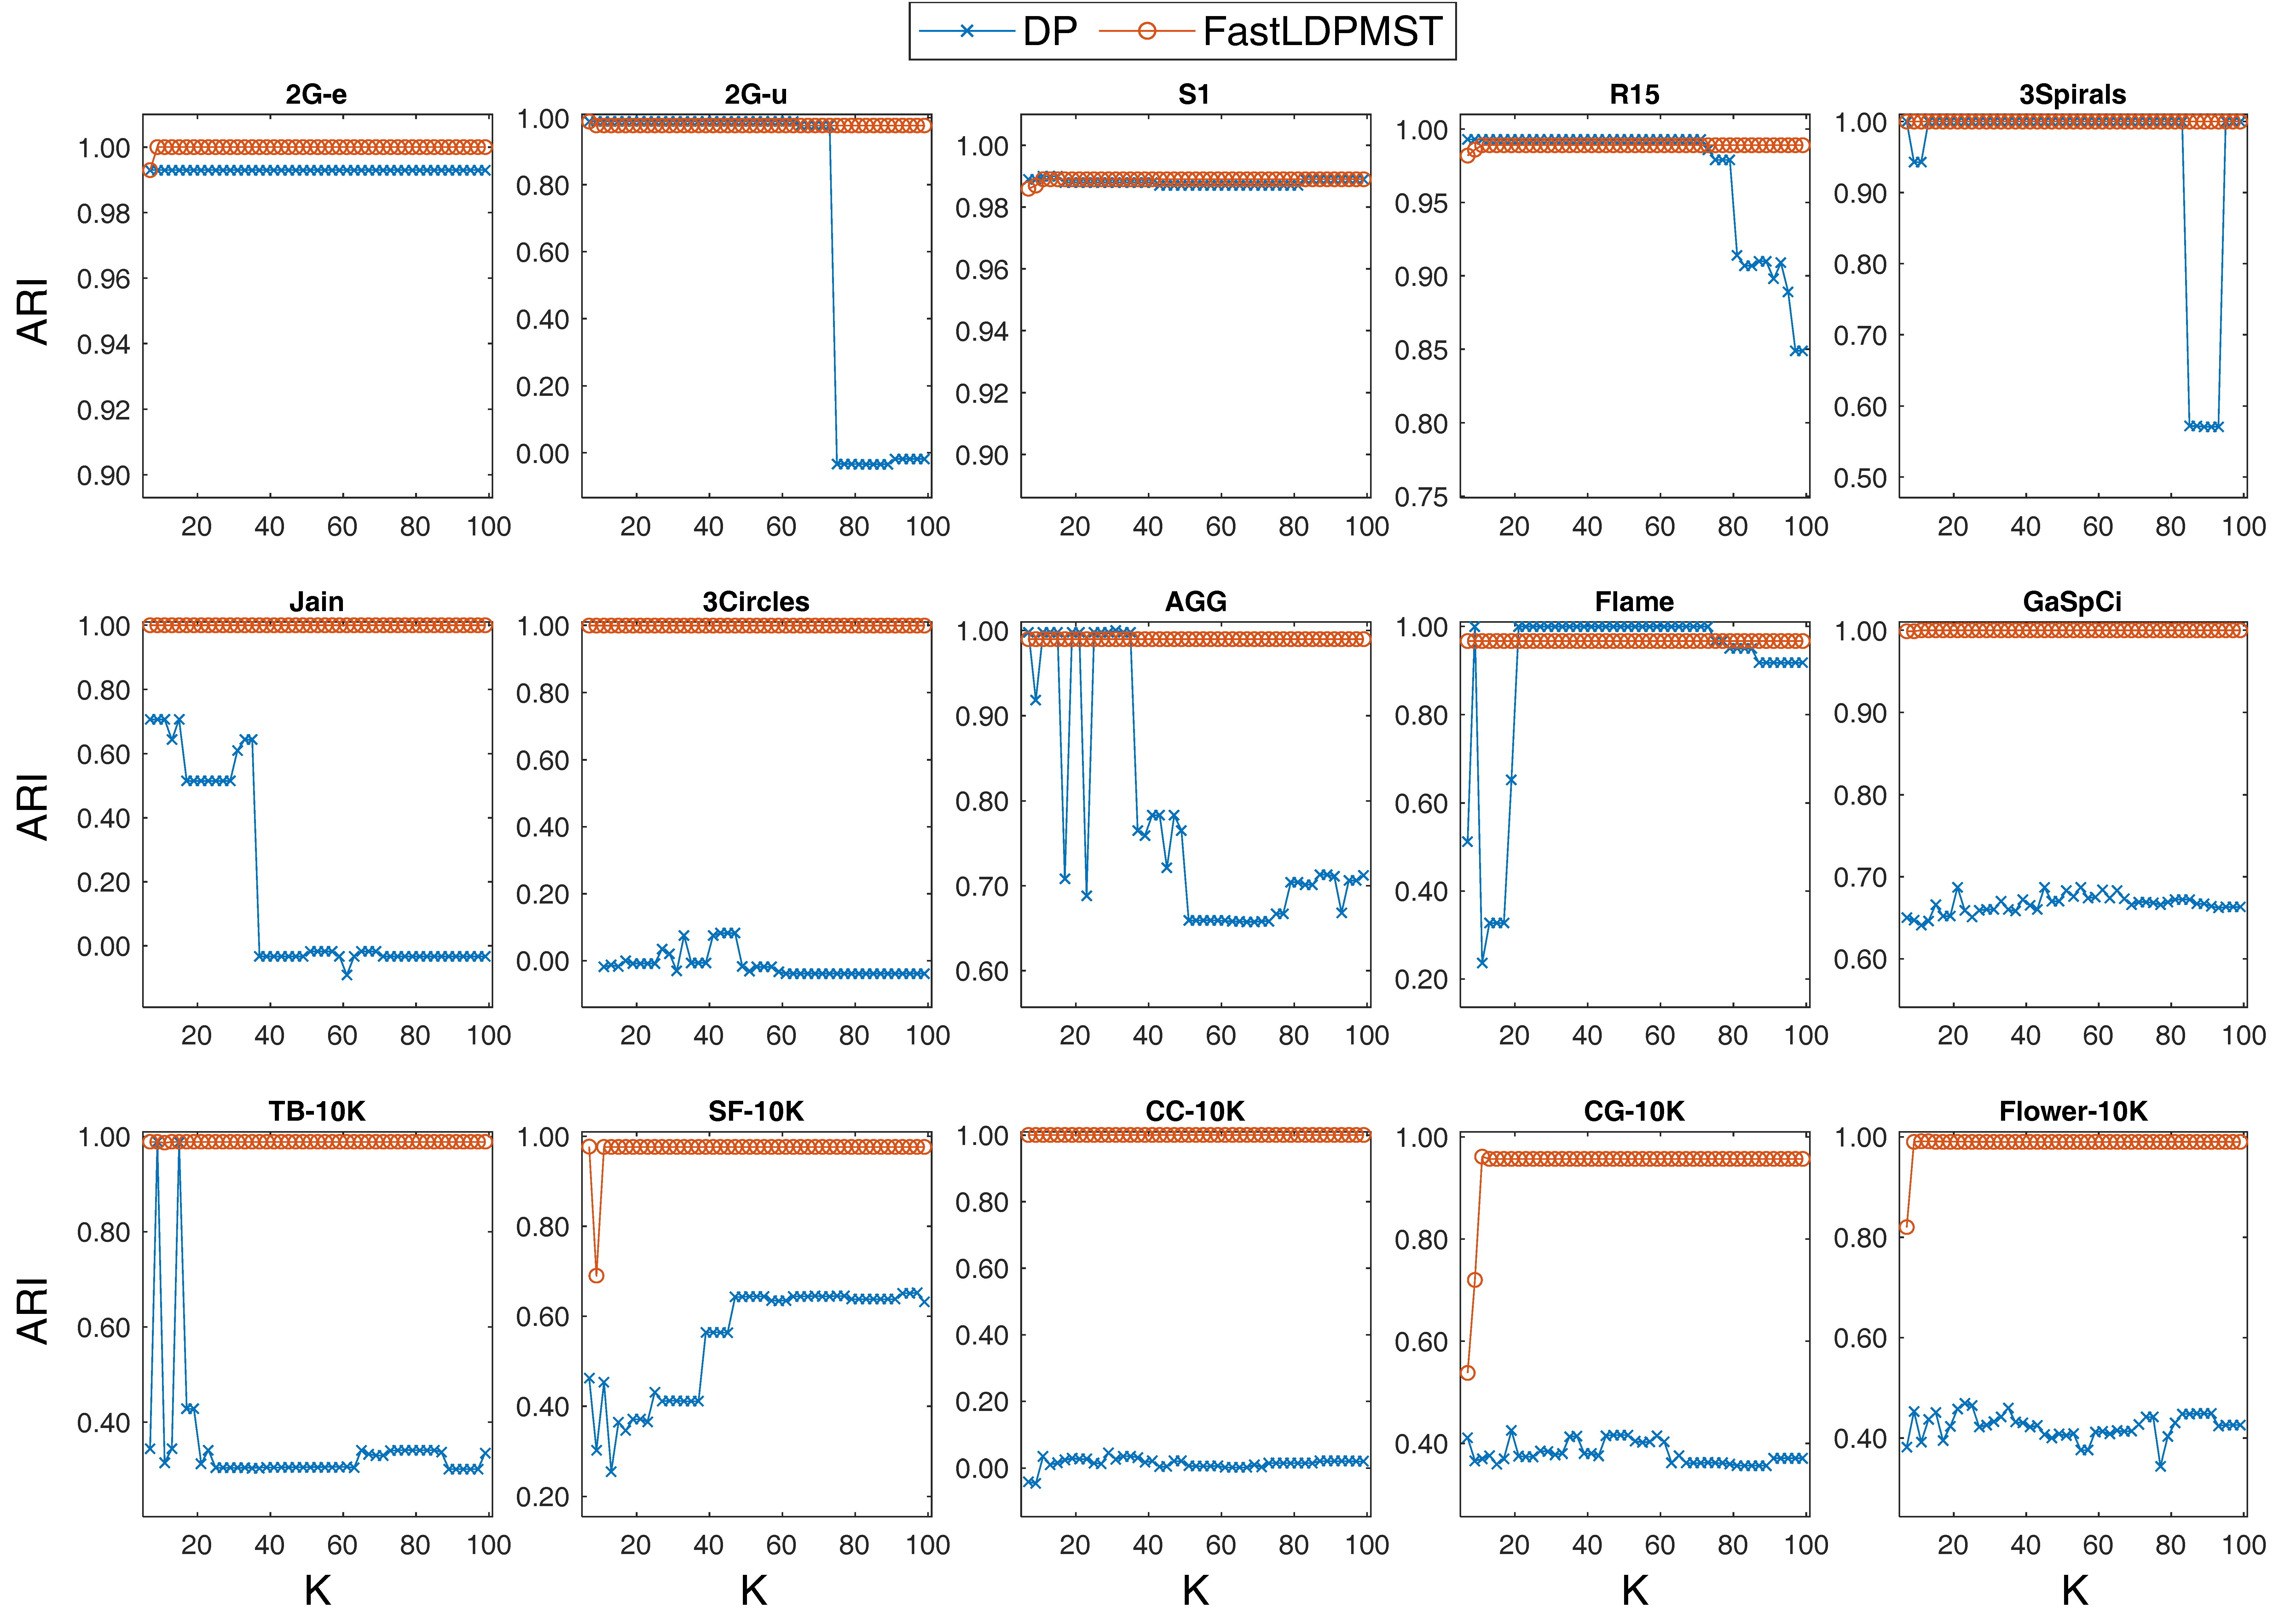 DP FastLDPMST
2G-e 2G-u S1 R15 3Spirals
ARI
1.00 0.98 0.96 0.94 0.92 0.90
20 40 60 80 100
1.00 0.80 0.60 0.40 0.20 0.00
20 40 60 80 100
1.00 0.98 0.96 0.94 0.92 0.90
20 40 60 80 100
1.00 0.95 0.90 0.85 0.80 0.75
20 40 60 80 100
1.00 0.90 0.80 0.70 0.60 0.50
20 40 60 80 100
Jain 3Circles AGG Flame GaSpCi
ARI
1.00 0.80 0.60 0.40 0.20 0.00
20 40 60 80 100
1.00 0.80 0.60 0.40 0.20 0.00
20 40 60 80 100
1.00 0.90 0.80 0.70 0.60
20 40 60 80 100
1.00 0.80 0.60 0.40 0.20
20 40 60 80 100
1.00 0.90 0.80 0.70 0.60
20 40 60 80 100
TB-10K SF-10K CC-10K CG-10K Flower-10K
ARI
1.00 0.80 0.60 0.40
20 40 60 80 100
1.00 0.80 0.60 0.40 0.20
20 40 60 80 100
1.00 0.80 0.60 0.40 0.20 0.00
20 40 60 80 100
1.00 0.80 0.60 0.40
20 40 60 80 100
1.00 0.80 0.60 0.40
20 40 60 80 100
K K K K K